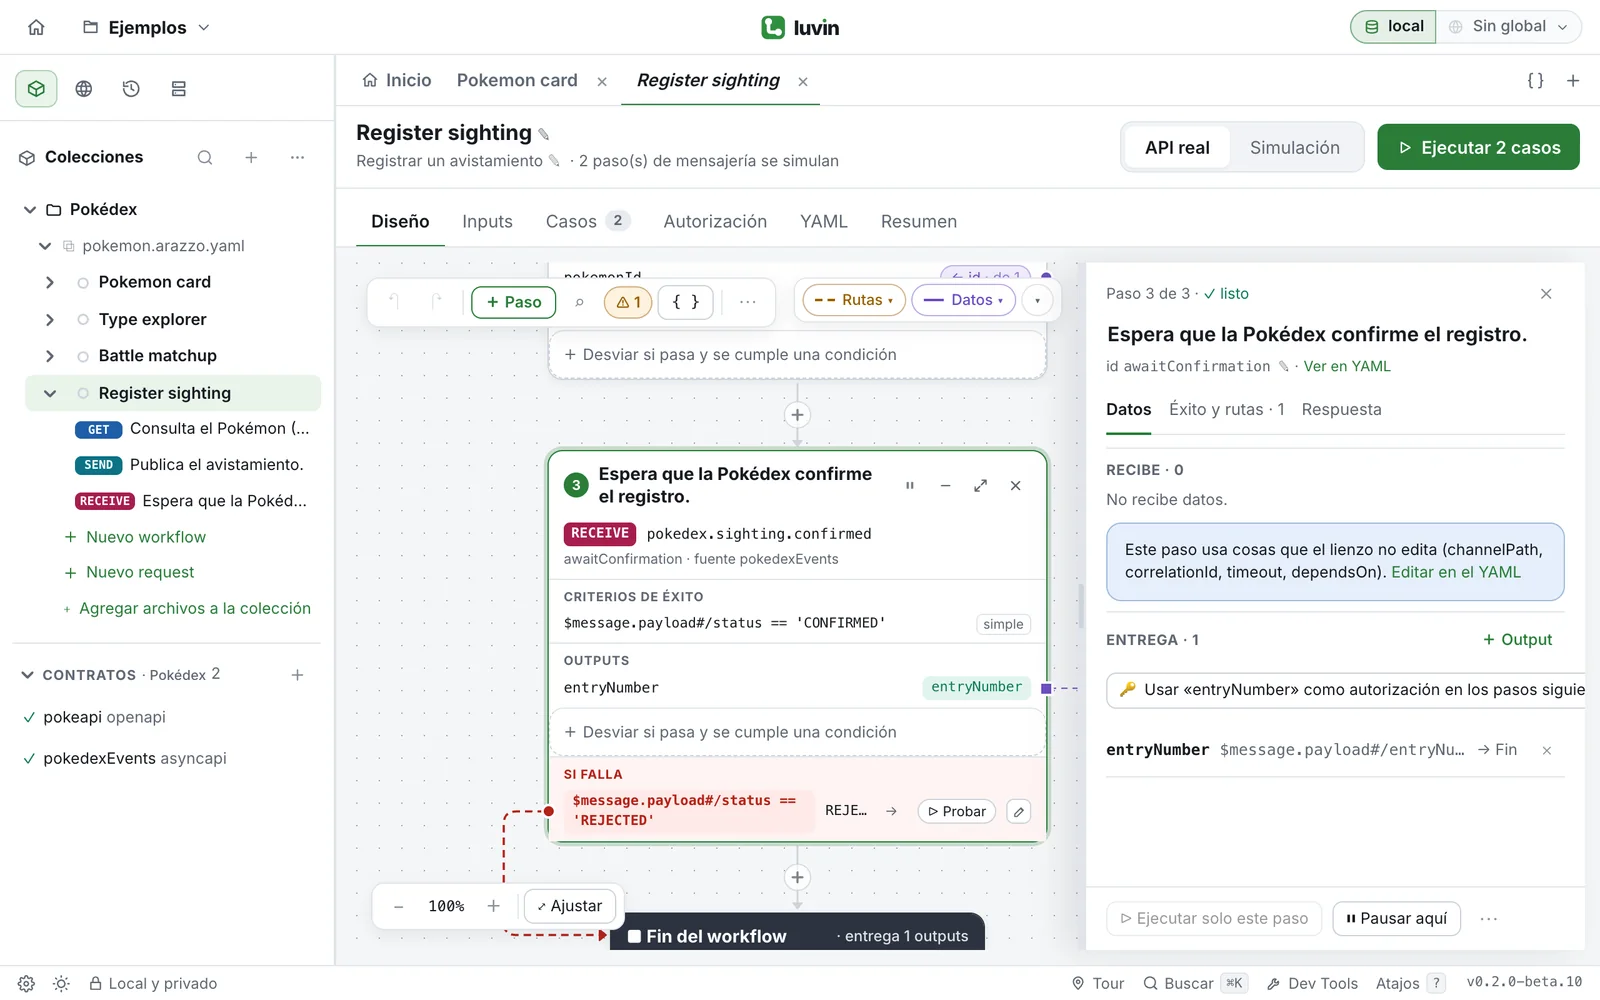 Ejemplos
luvin
local
Sin global
Inicio
Pokemon card
Register sighting
{ }
Colecciones
Pokédex
pokemon.arazzo.yaml
Pokemon card
Type explorer
Battle matchup
Register sighting
GET Consulta el Pokémon (...
SEND Publica el avistamiento.
RECEIVE Espera que la Pokéd...
+ Nuevo workflow
+ Nuevo request
+ Agregar archivos a la colección
CONTRATOS · Pokédex 2
pokeapi openapi
pokedexEvents asyncapi
Register sighting
Registrar un avistamiento · 2 paso(s) de mensajería se simulan
API real
Simulación
Ejecutar 2 casos
Diseño
Inputs
Casos 2
Autorización
YAML
Resumen
pokemonId
← id · de 1
+ Paso
1
{ }
...
Rutas
Datos
+ Desviar si pasa y se cumple una condición
3
Espera que la Pokédex confirme
el registro.
RECEIVE pokedex.sighting.confirmed
awaitConfirmation · fuente pokedexEvents
CRITERIOS DE ÉXITO
$message.payload#/status == 'CONFIRMED'
simple
OUTPUTS
entryNumber
entryNumber
+ Desviar si pasa y se cumple una condición
SI FALLA
$message.payload#/status ==
'REJECTED'
REJE… →
Probar
− 100% +
Ajustar
Fin del workflow · entrega 1 outputs
Paso 3 de 3 · ✓ listo
Espera que la Pokédex confirme el registro.
id awaitConfirmation · Ver en YAML
Datos
Éxito y rutas · 1
Respuesta
RECIBE · 0
No recibe datos.
Este paso usa cosas que el lienzo no edita (channelPath,
correlationId, timeout, dependsOn). Editar en el YAML
ENTREGA · 1
+ Output
Usar «entryNumber» como autorización en los pasos siguie
entryNumber $message.payload#/entryNu… → Fin
Ejecutar solo este paso
Pausar aquí
...
Local y privado
Tour
Buscar ⌘K
Dev Tools
Atajos ?
v0.2.0-beta.10